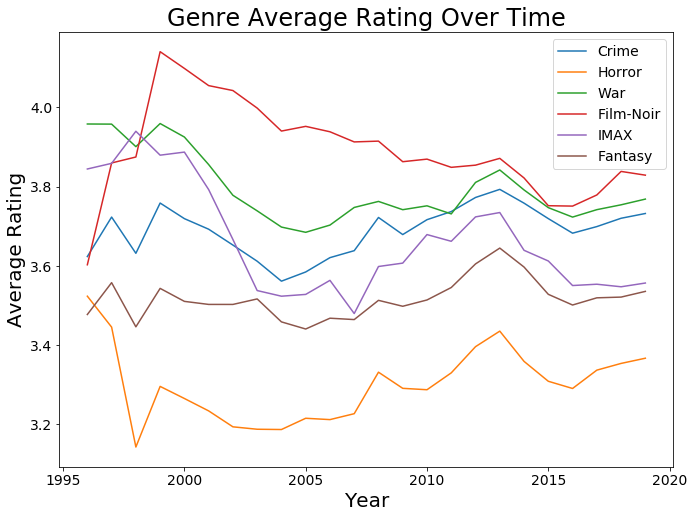 Genre Average Rating Over Time
Crime
Horror
War
Film-Noir
IMAX
Fantasy
Average Rating
4.0
3.8
3.6
3.4
3.2
1995 2000 2005 2010 2015 2020
Year